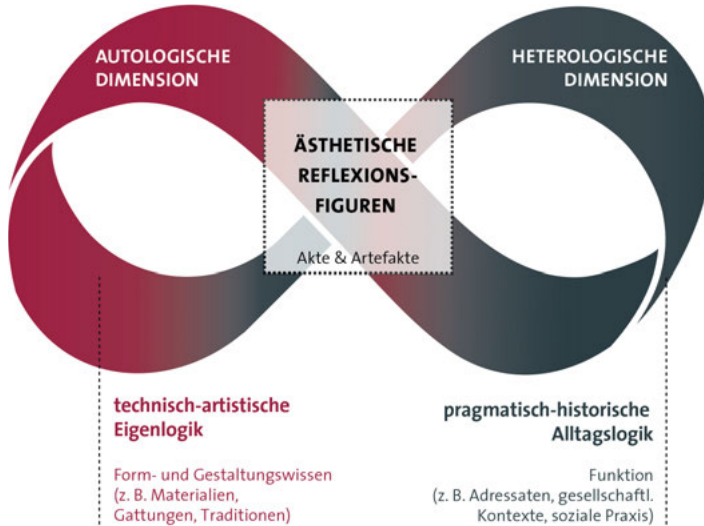 AUTOLOGISCHE
DIMENSION
HETEROLOGISCHE
DIMENSION
ÄSTHETISCHE
REFLEXIONS-
FIGUREN
Akte & Artefakte
technisch-artistische
Eigenlogik
Form- und Gestaltungswissen
(z. B. Materialien,
Gattungen, Traditionen)
pragmatisch-historische
Alltagslogik
Funktion
(z. B. Adressaten, gesellschaftl.
Kontexte, soziale Praxis)